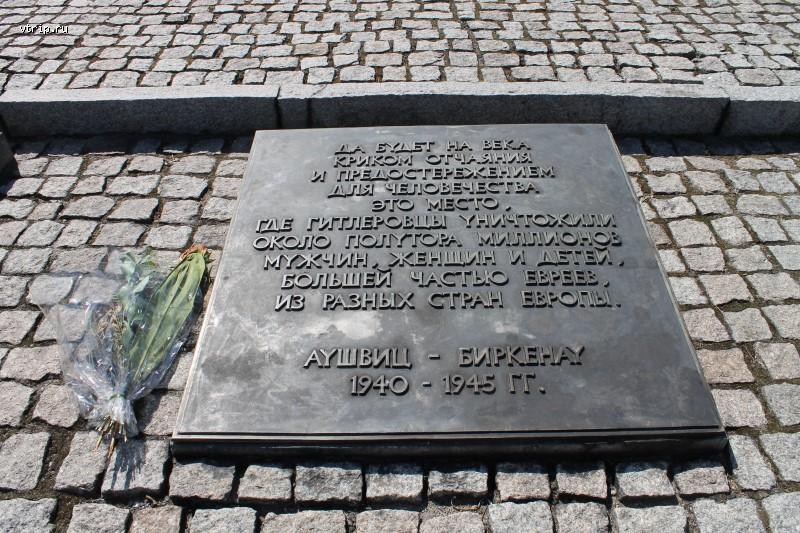 vtrip.ru
ДА БУДЕТ НА ВЕКА
КРИКОМ ОТЧАЯНИЯ
И ПРЕДОСТЕРЕЖЕНИЕМ
ДЛЯ ЧЕЛОВЕЧЕСТВА
ЭТО МЕСТО,
ГДЕ ГИТЛЕРОВЦЫ УНИЧТОЖИЛИ
ОКОЛО ПОЛУТОРА МИЛЛИОНОВ
МУЖЧИН, ЖЕНЩИН И ДЕТЕЙ,
БОЛЬШЕЙ ЧАСТЬЮ ЕВРЕЕВ,
ИЗ РАЗНЫХ СТРАН ЕВРОПЫ.
АУШВИЦ - БИРКЕНАУ
1940 - 1945 ГГ.